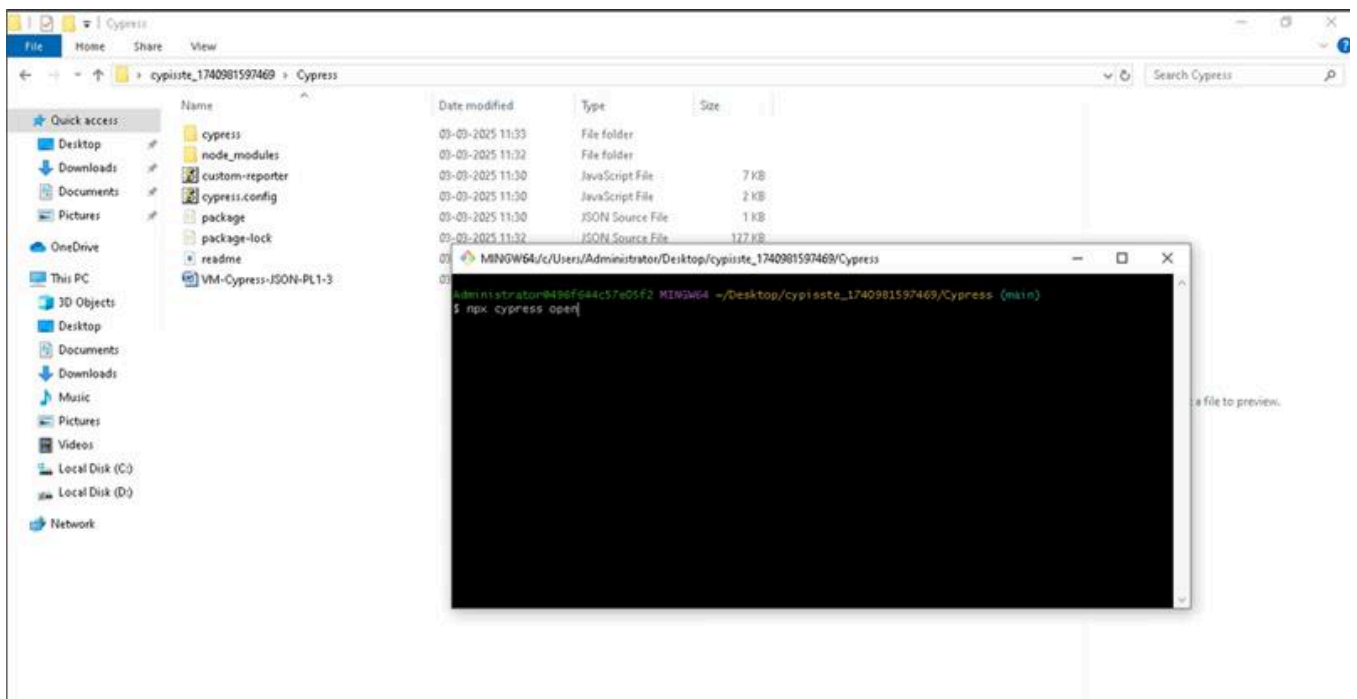 Cypress
File Home Share View
cypisste_1740981597469 > Cypress
Search Cypress
Name Date modified Type Size
Quick access
Desktop
Downloads
Documents
Pictures
OneDrive
This PC
3D Objects
Desktop
Documents
Downloads
Music
Pictures
Videos
Local Disk (C:)
Local Disk (D:)
Network
cypress 03-03-2025 11:33 File folder
node_modules 03-03-2025 11:32 File folder
custom-reporter 03-03-2025 11:30 JavaScript File 7 KB
cypress.config 03-03-2025 11:30 JavaScript File 2 KB
package 03-03-2025 11:30 JSON Source File 1 KB
package-lock 03-03-2025 11:32 JSON Source File 127 KB
readme
VM-Cypress-JSON-PL1-3
MINGW64:/c/Users/Administrator/Desktop/cypisste_1740981597469/Cypress
Administrator@496f644c57e05f2 MINGW64 ~/Desktop/cypisste_1740981597469/Cypress (main)
$ npx cypress open
a file to preview.